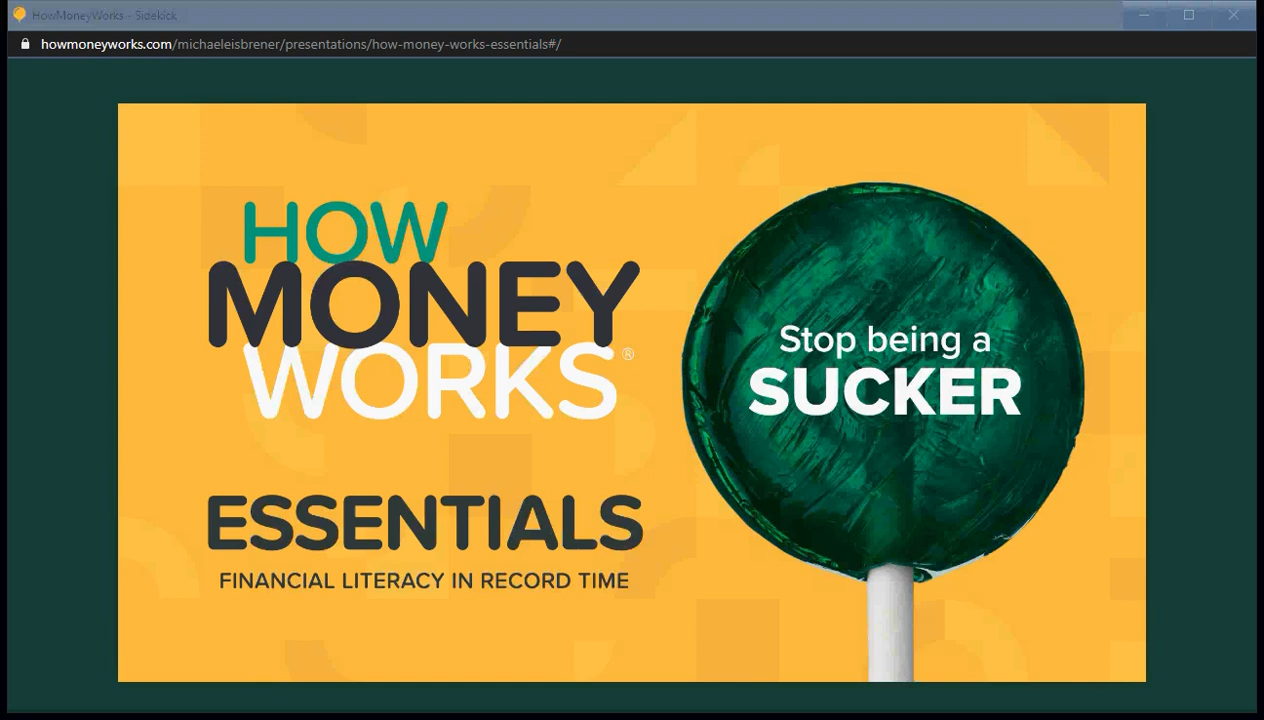 HowMoneyWorks - Sidekick
howmoneyworks.com/michaeleisbrener/presentations/how-money-works-essentials#/
HOW
MONEY
WORKS®
ESSENTIALS
FINANCIAL LITERACY IN RECORD TIME
Stop being a
SUCKER